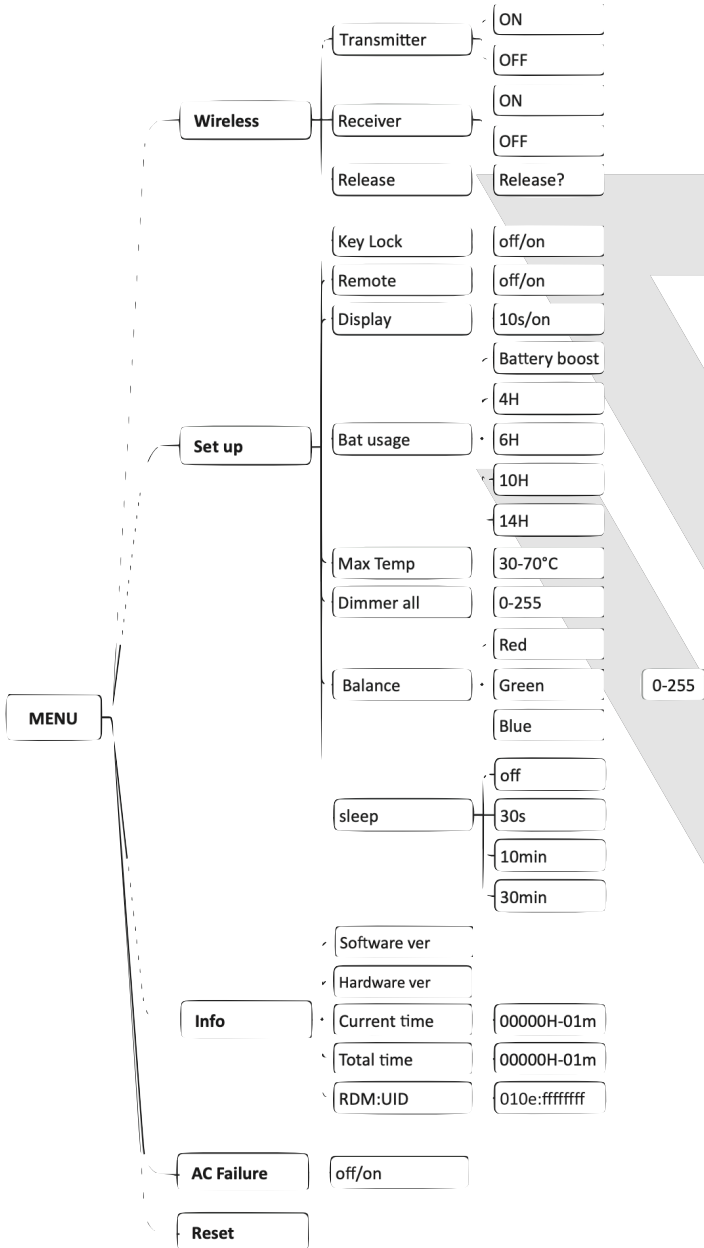 ON
Transmitter
OFF
ON
Wireless
Receiver
OFF
Release
Release?
Key Lock
off/on
Remote
off/on
Display
10s/on
Battery boost
4H
Set up
Bat usage
6H
10H
14H
Max Temp
30-70°C
Dimmer all
0-255
Red
MENU
Balance
Green
0-255
Blue
off
sleep
30s
10min
30min
Software ver
Hardware ver
Info
Current time
00000H-01m
Total time
00000H-01m
RDM:UID
010e:ffffffff
AC Failure
off/on
Reset